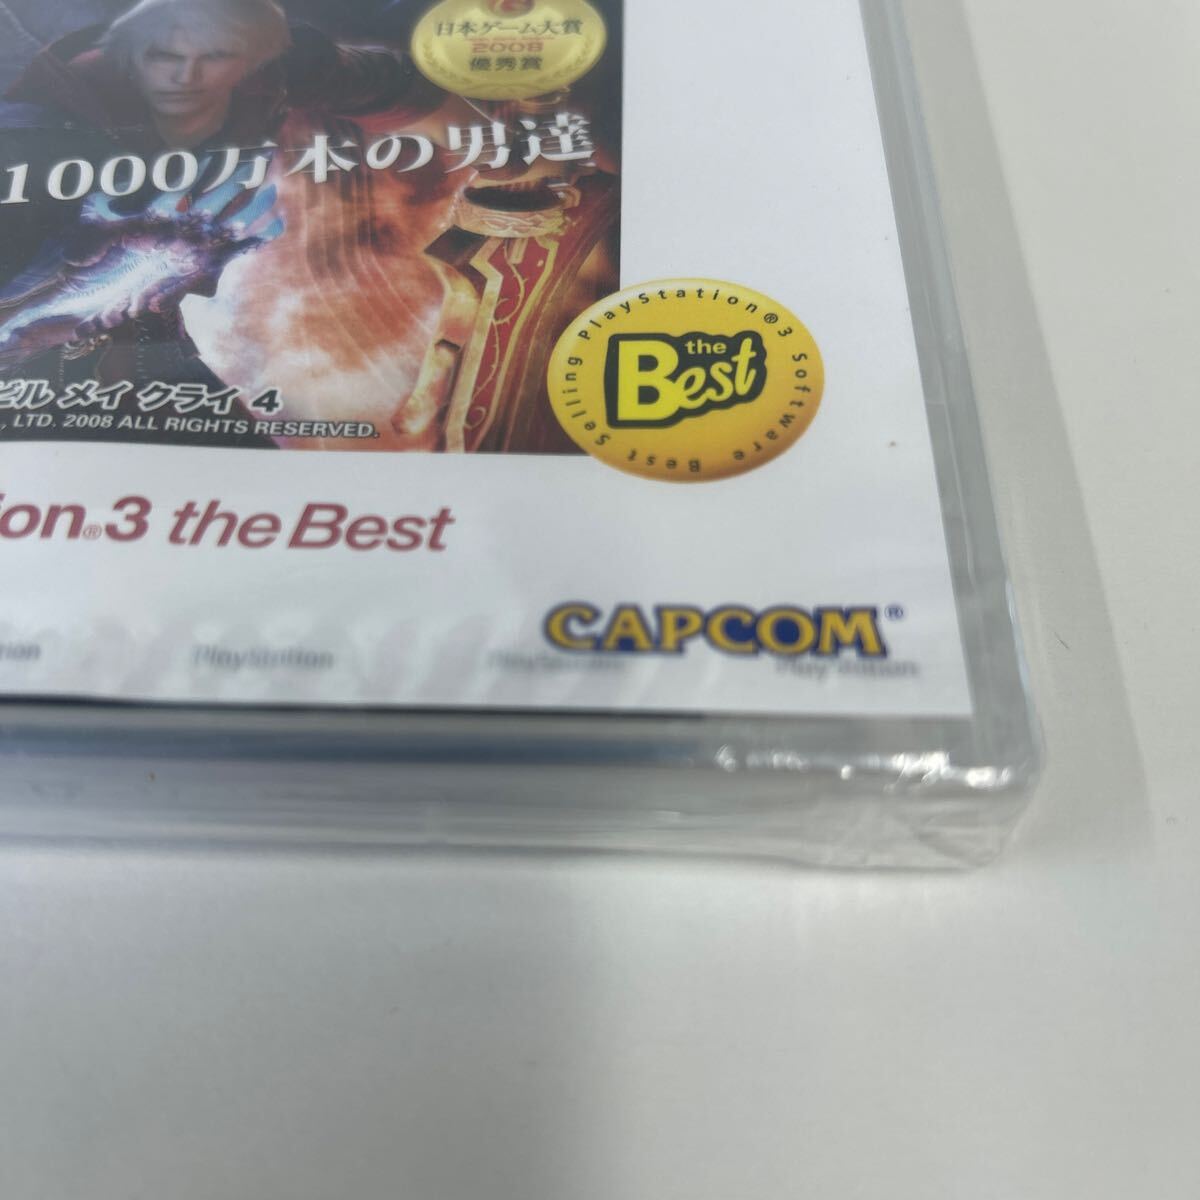 日本ゲーム大賞
2008
優秀賞
1000万本の男達
ビル メイ クライ 4
, LTD. 2008 ALL RIGHTS RESERVED.
PlayStation®3 Software Best Selling
the
Best
ion®3 the Best
CAPCOM®
PlayStation
PlayStation
PlayStation